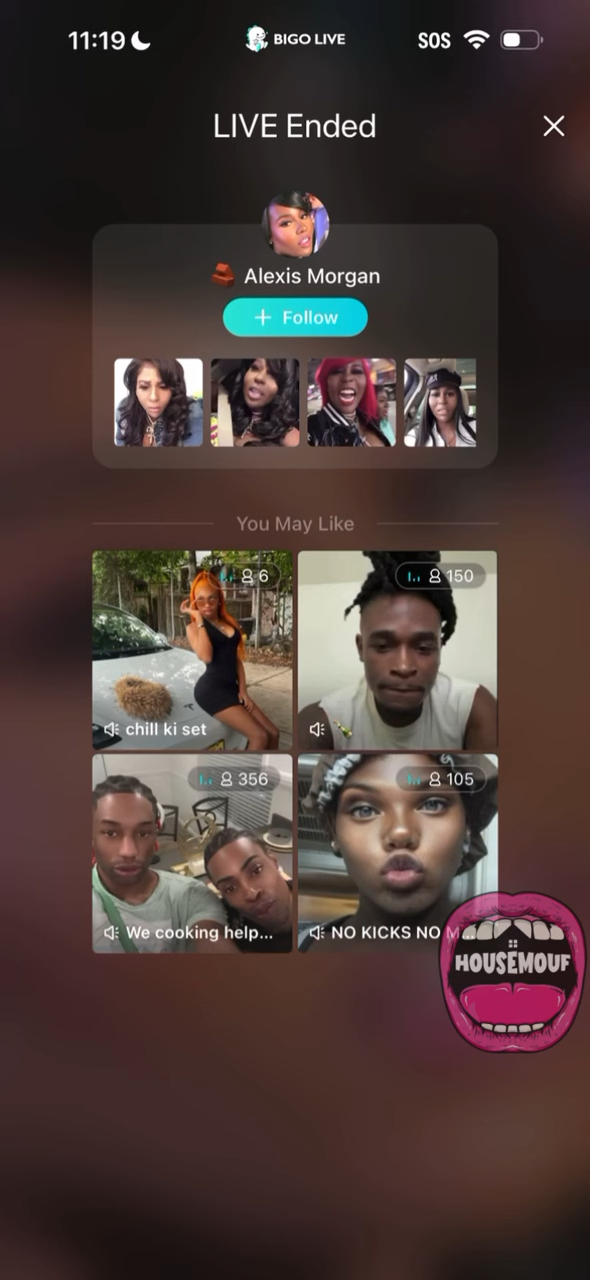 11:19
BIGO LIVE
SOS
LIVE Ended
Alexis Morgan
+ Follow
You May Like
6
150
chill ki set
356
105
We cooking help...
NO KICKS NO M...
HOUSEMOUF